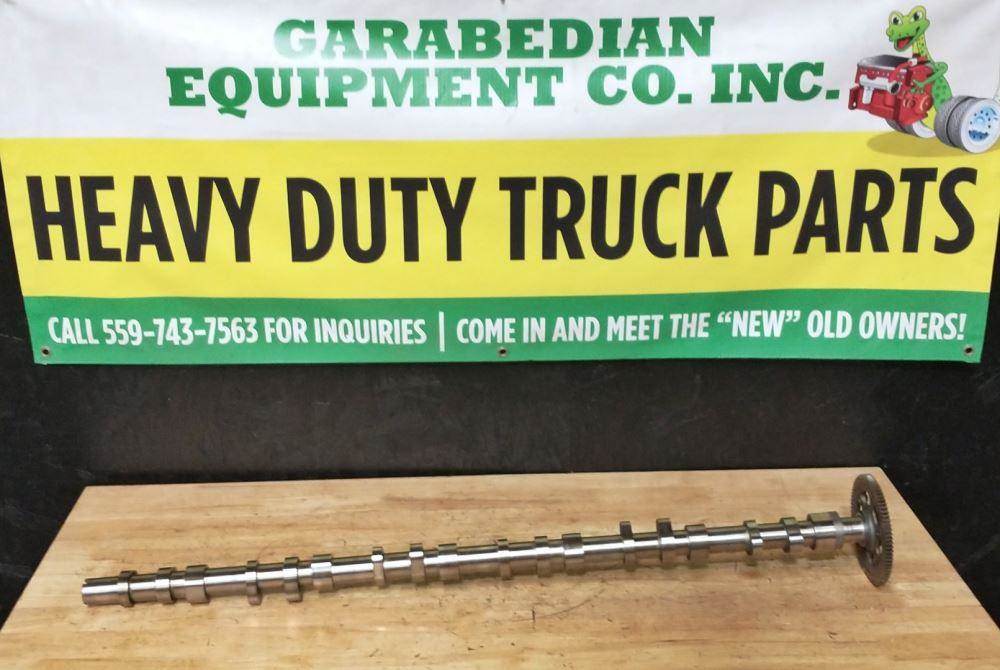 GARABEDIAN
EQUIPMENT CO. INC.
HEAVY DUTY TRUCK PARTS
CALL 559-743-7563 FOR INQUIRIES | COME IN AND MEET THE “NEW” OLD OWNERS!